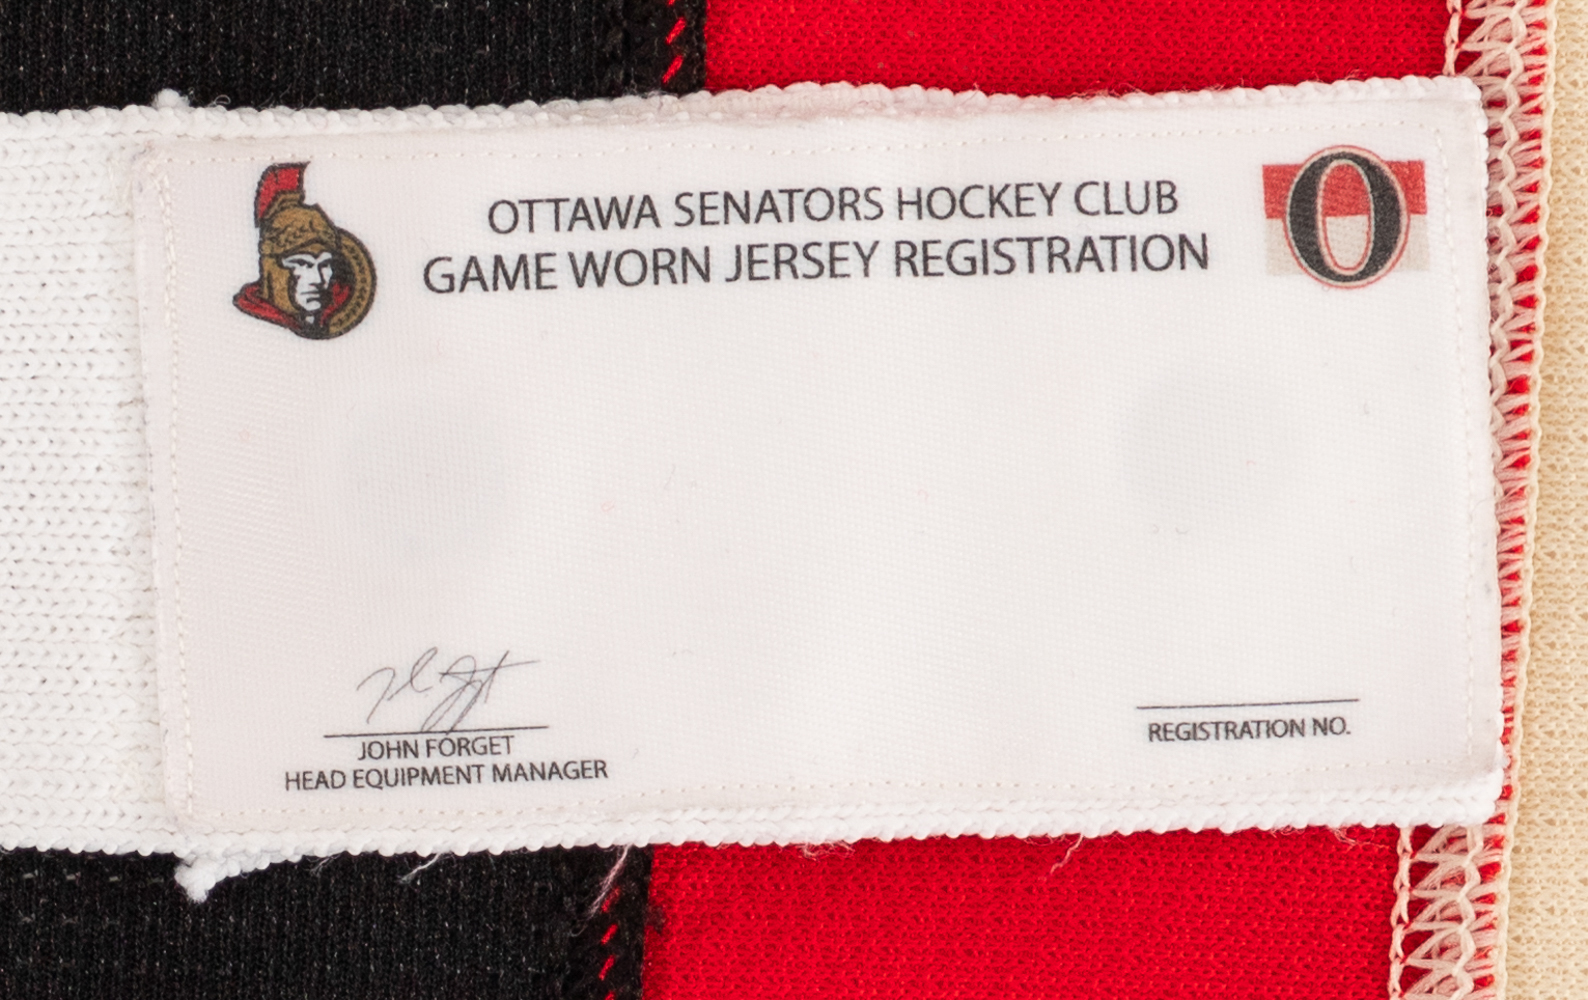 OTTAWA SENATORS HOCKEY CLUB
GAME WORN JERSEY REGISTRATION
O
JOHN FORGET
HEAD EQUIPMENT MANAGER
REGISTRATION NO.